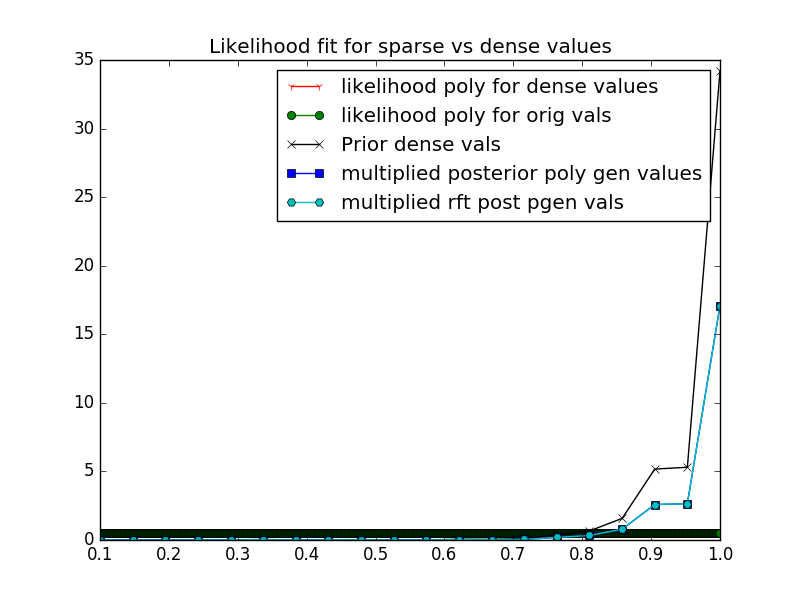 Likelihood fit for sparse vs dense values
35
likelihood poly for dense values
likelihood poly for orig vals
30
Prior dense vals
multiplied posterior poly gen values
25
multiplied rft post pgen vals
20
15
10
5
0
0.1 0.2 0.3 0.4 0.5 0.6 0.7 0.8 0.9 1.0